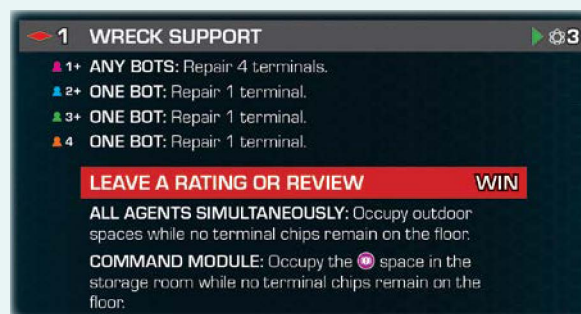 1 WRECK SUPPORT 3
1+ ANY BOTS: Repair 4 terminals.
2+ ONE BOT: Repair 1 terminal.
3+ ONE BOT: Repair 1 terminal.
4 ONE BOT: Repair 1 terminal.
LEAVE A RATING OR REVIEW WIN
ALL AGENTS SIMULTANEOUSLY: Occupy outdoor
spaces while no terminal chips remain on the floor.
COMMAND MODULE: Occupy the space in the
storage room while no terminal chips remain on the
floor.